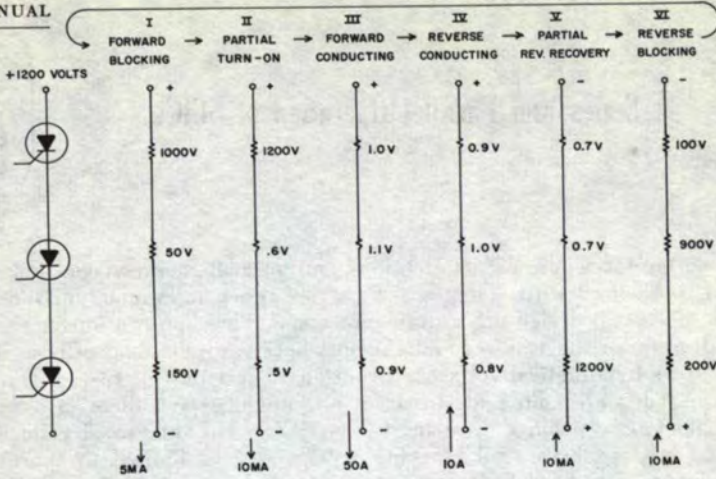 NUAL
I II III IV V VI
FORWARD BLOCKING → PARTIAL TURN-ON → FORWARD CONDUCTING → REVERSE CONDUCTING → PARTIAL REV. RECOVERY → REVERSE BLOCKING
+1200 VOLTS
+ + + + - -
1000V 1200V 1.0V 0.9V 0.7V 100V
50V .6V 1.1V 1.0V 0.7V 900V
150V .5V 0.9V 0.8V 1200V 200V
- - - - + +
5MA 10MA 50A 10A 10MA 10MA